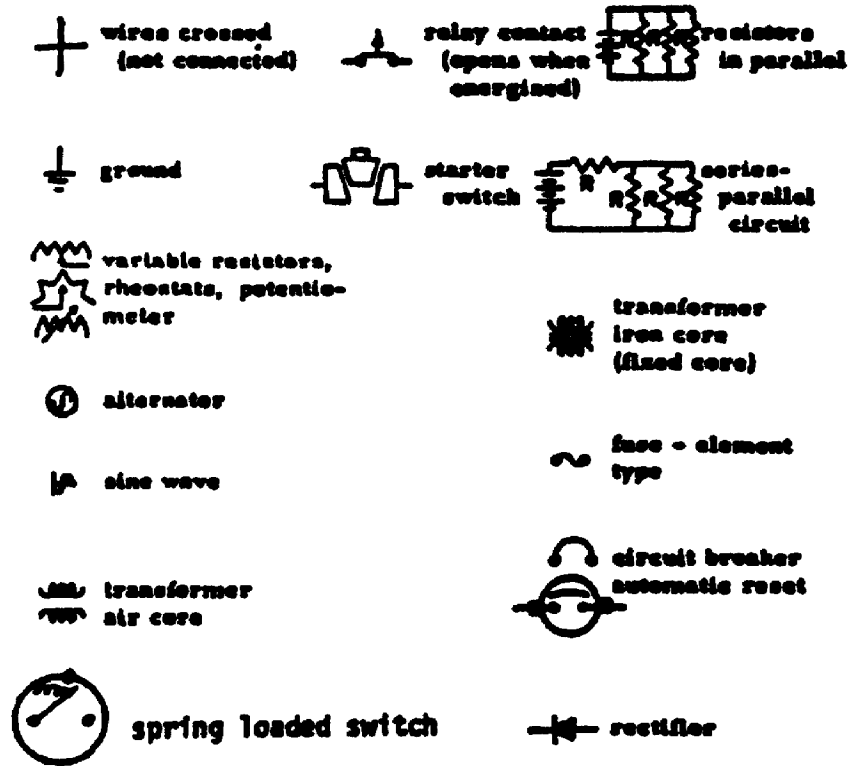 wires crossed
(not connected)
relay contact
(opens when
energized)
resistors
in parallel
R R R
ground
starter
switch
series-
parallel
circuit
R
R R R
variable resistors,
rheostats, potentio-
meter
transformer
iron core
(fixed core)
alternator
fuse - element
type
sine wave
circuit breaker
automatic reset
transformer
air core
spring loaded switch
rectifier